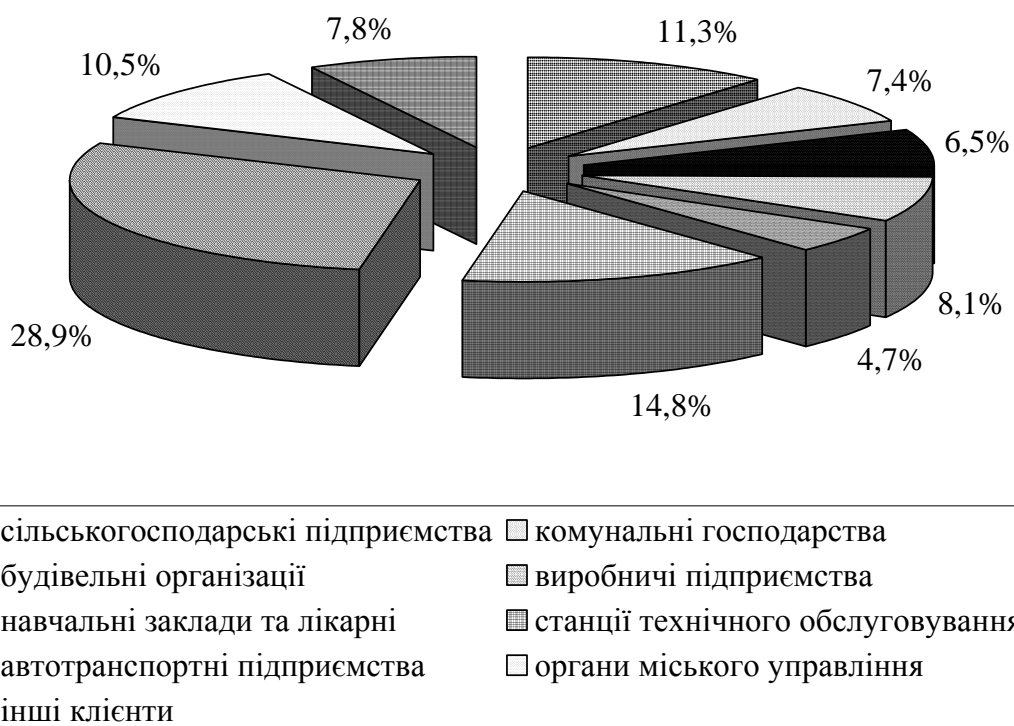 7,8%
11,3%
10,5%
7,4%
6,5%
28,9%
8,1%
4,7%
14,8%
сільськогосподарські підприємства комунальні господарства
будівельні організації виробничі підприємства
навчальні заклади та лікарні станції технічного обслуговування
автотранспортні підприємства органи міського управління
інші клієнти